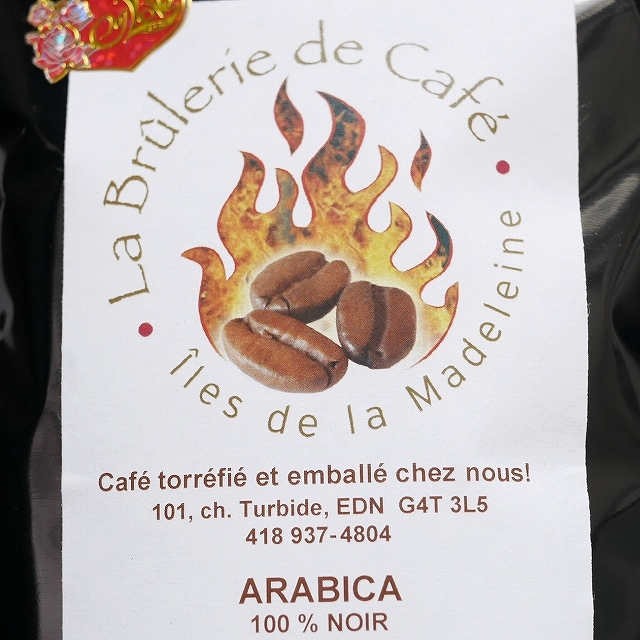 La Brûlerie de Café
Îles de la Madeleine
Café torréfié et emballé chez nous!
101, ch. Turbide, EDN G4T 3L5
418 937-4804
ARABICA
100 % NOIR